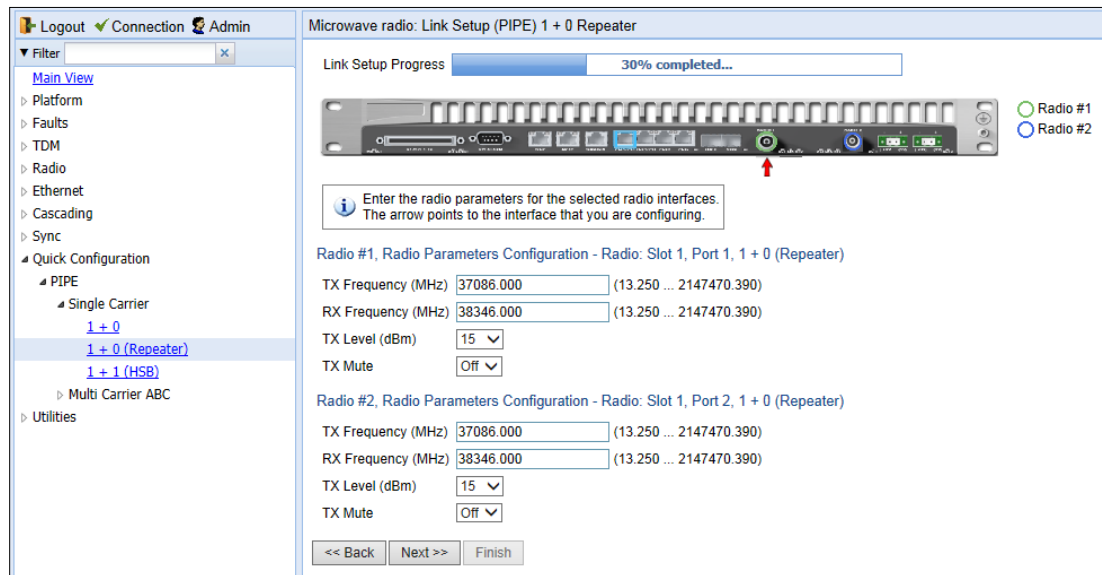 Logout Connection Admin
Filter
Main View
Platform
Faults
TDM
Radio
Ethernet
Cascading
Sync
Quick Configuration
PIPE
Single Carrier
1 + 0
1 + 0 (Repeater)
1 + 1 (HSB)
Multi Carrier ABC
Utilities
Microwave radio: Link Setup (PIPE) 1 + 0 Repeater
Link Setup Progress 30% completed...
Radio #1
Radio #2
Enter the radio parameters for the selected radio interfaces.
The arrow points to the interface that you are configuring.
Radio #1, Radio Parameters Configuration - Radio: Slot 1, Port 1, 1 + 0 (Repeater)
TX Frequency (MHz) 37086.000 (13.250 ... 2147470.390)
RX Frequency (MHz) 38346.000 (13.250 ... 2147470.390)
TX Level (dBm) 15
TX Mute Off
Radio #2, Radio Parameters Configuration - Radio: Slot 1, Port 2, 1 + 0 (Repeater)
TX Frequency (MHz) 37086.000 (13.250 ... 2147470.390)
RX Frequency (MHz) 38346.000 (13.250 ... 2147470.390)
TX Level (dBm) 15
TX Mute Off
<< Back Next >> Finish